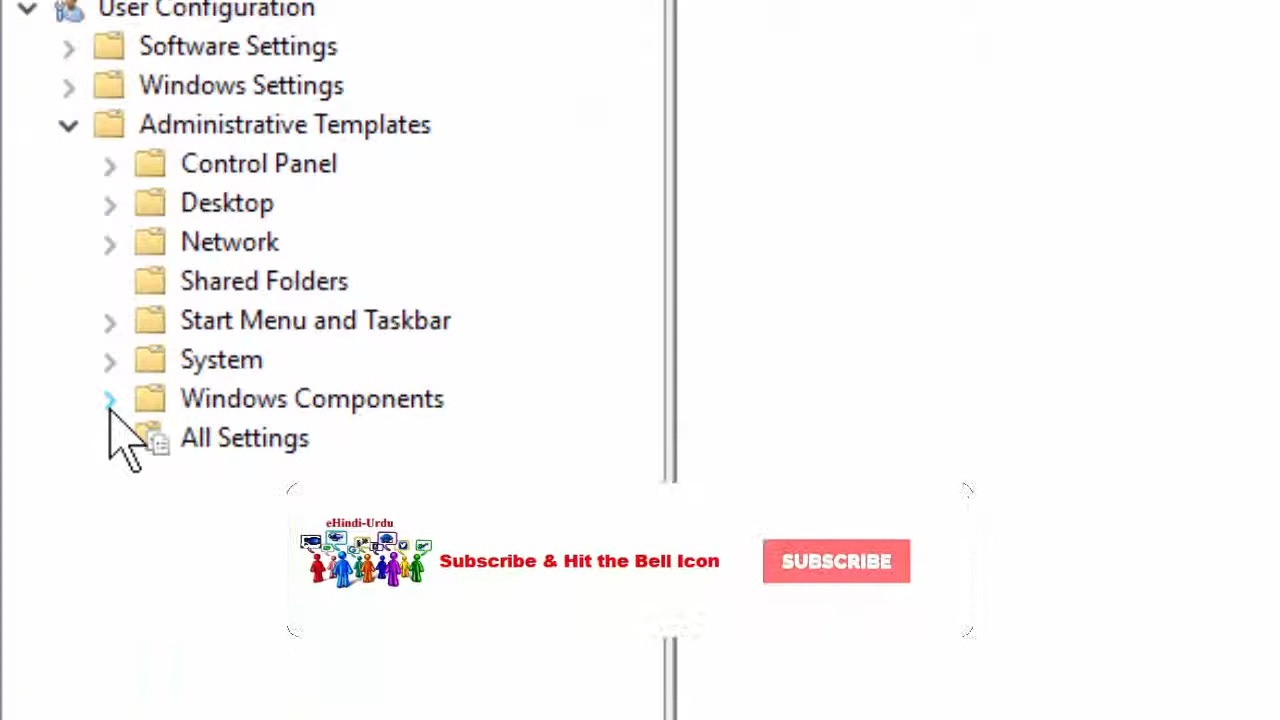 User Configuration
Software Settings
Windows Settings
Administrative Templates
Control Panel
Desktop
Network
Shared Folders
Start Menu and Taskbar
System
Windows Components
All Settings
eHindi-Urdu
Subscribe & Hit the Bell Icon
SUBSCRIBE